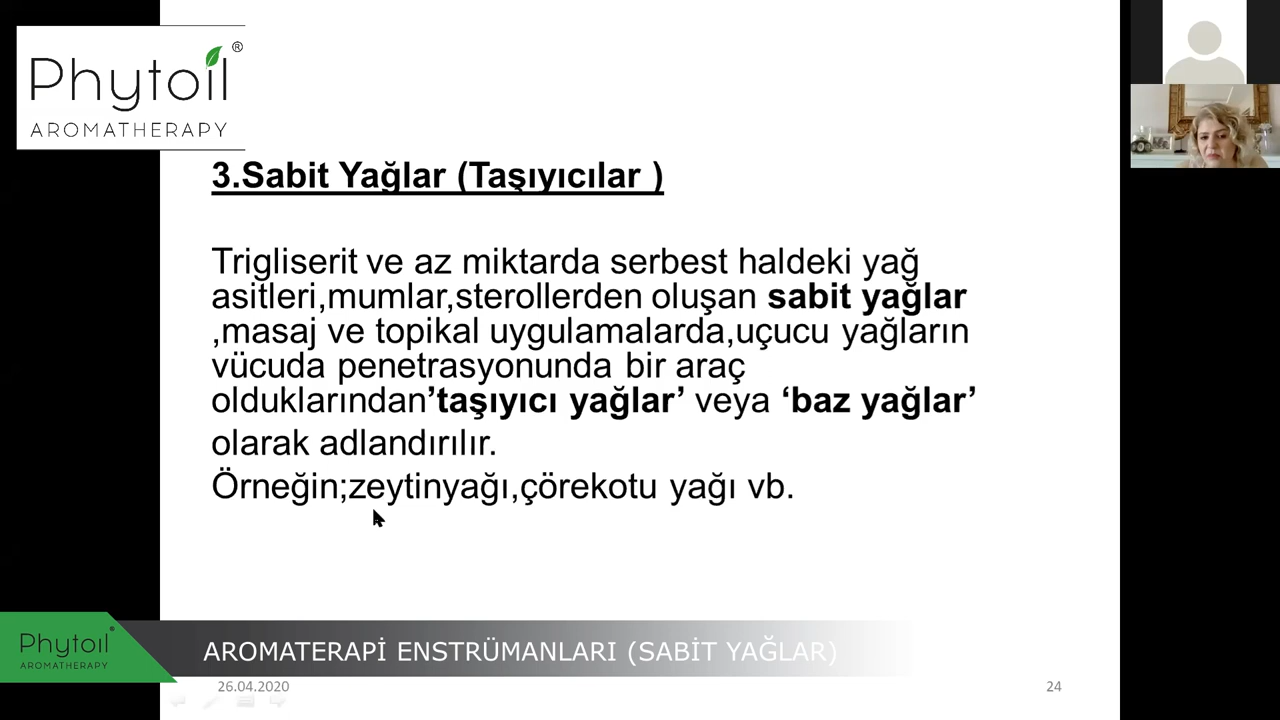 Phytoil®
AROMATHERAPY
3.Sabit Yağlar (Taşıyıcılar )
Trigliserit ve az miktarda serbest haldeki yağ
asitleri,mumlar,sterollerden oluşan sabit yağlar
,masaj ve topikal uygulamalarda,uçucu yağların
vücuda penetrasyonunda bir araç
olduklarından’taşıyıcı yağlar’ veya ‘baz yağlar’
olarak adlandırılır.
Örneğin;zeytinyağı,çörekotu yağı vb.
Phytoil
AROMATHERAPY
AROMATERAPİ ENSTRÜMANLARI (SABİT YAĞLAR)
26.04.2020
24